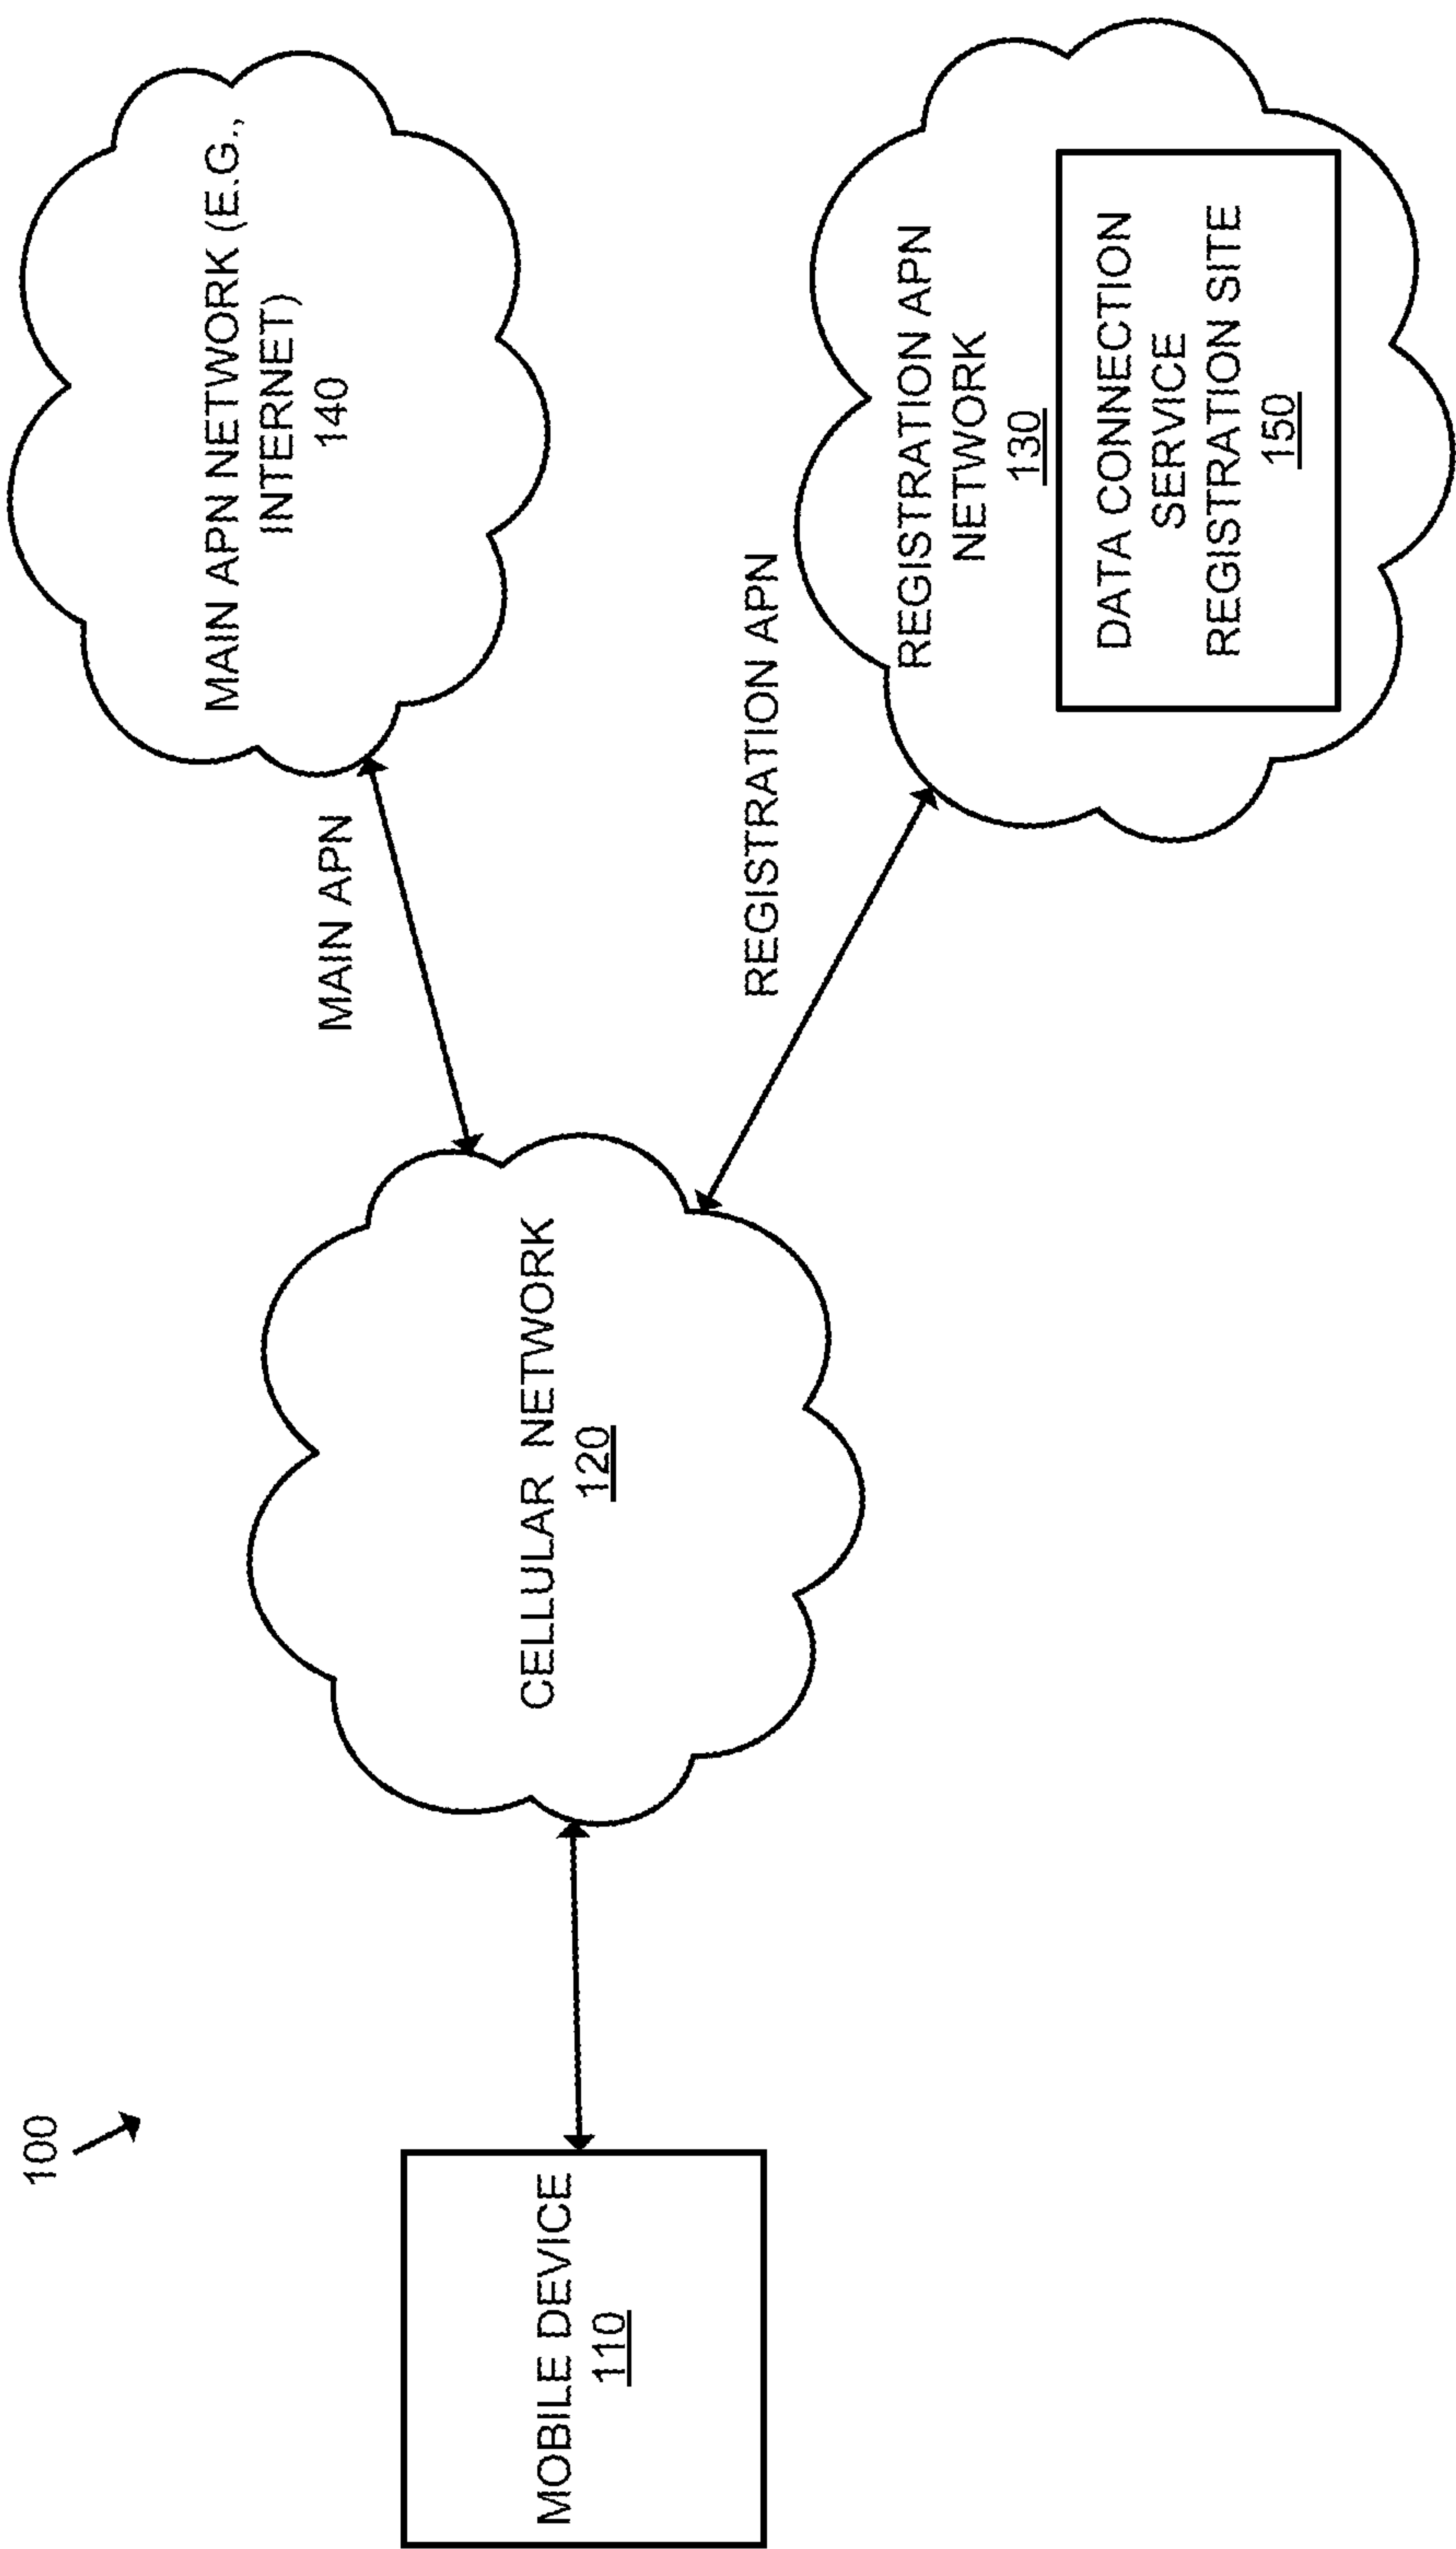 100
MOBILE DEVICE
110
CELLULAR NETWORK
120
MAIN APN
REGISTRATION APN
MAIN APN NETWORK (E.G.,
INTERNET)
140
REGISTRATION APN
NETWORK
130
DATA CONNECTION
SERVICE
REGISTRATION SITE
150